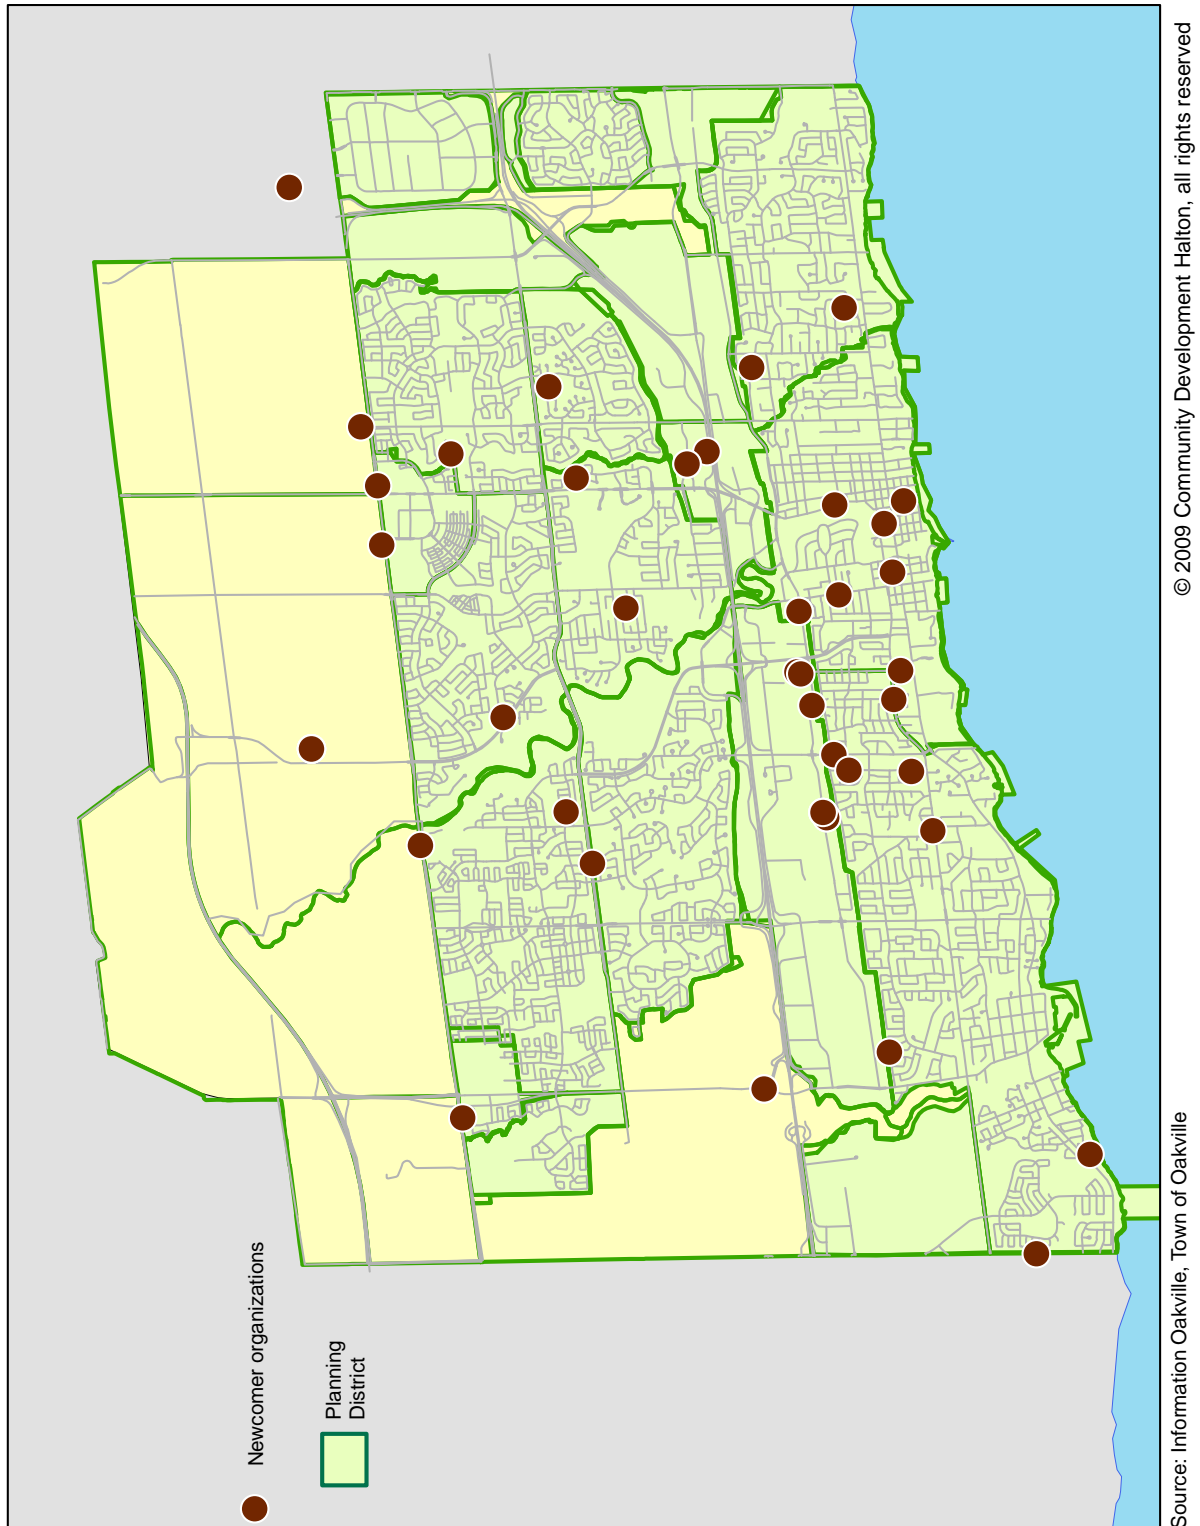 Newcomer organizations
Planning
District
Source: Information Oakville, Town of Oakville
© 2009 Community Development Halton, all rights reserved